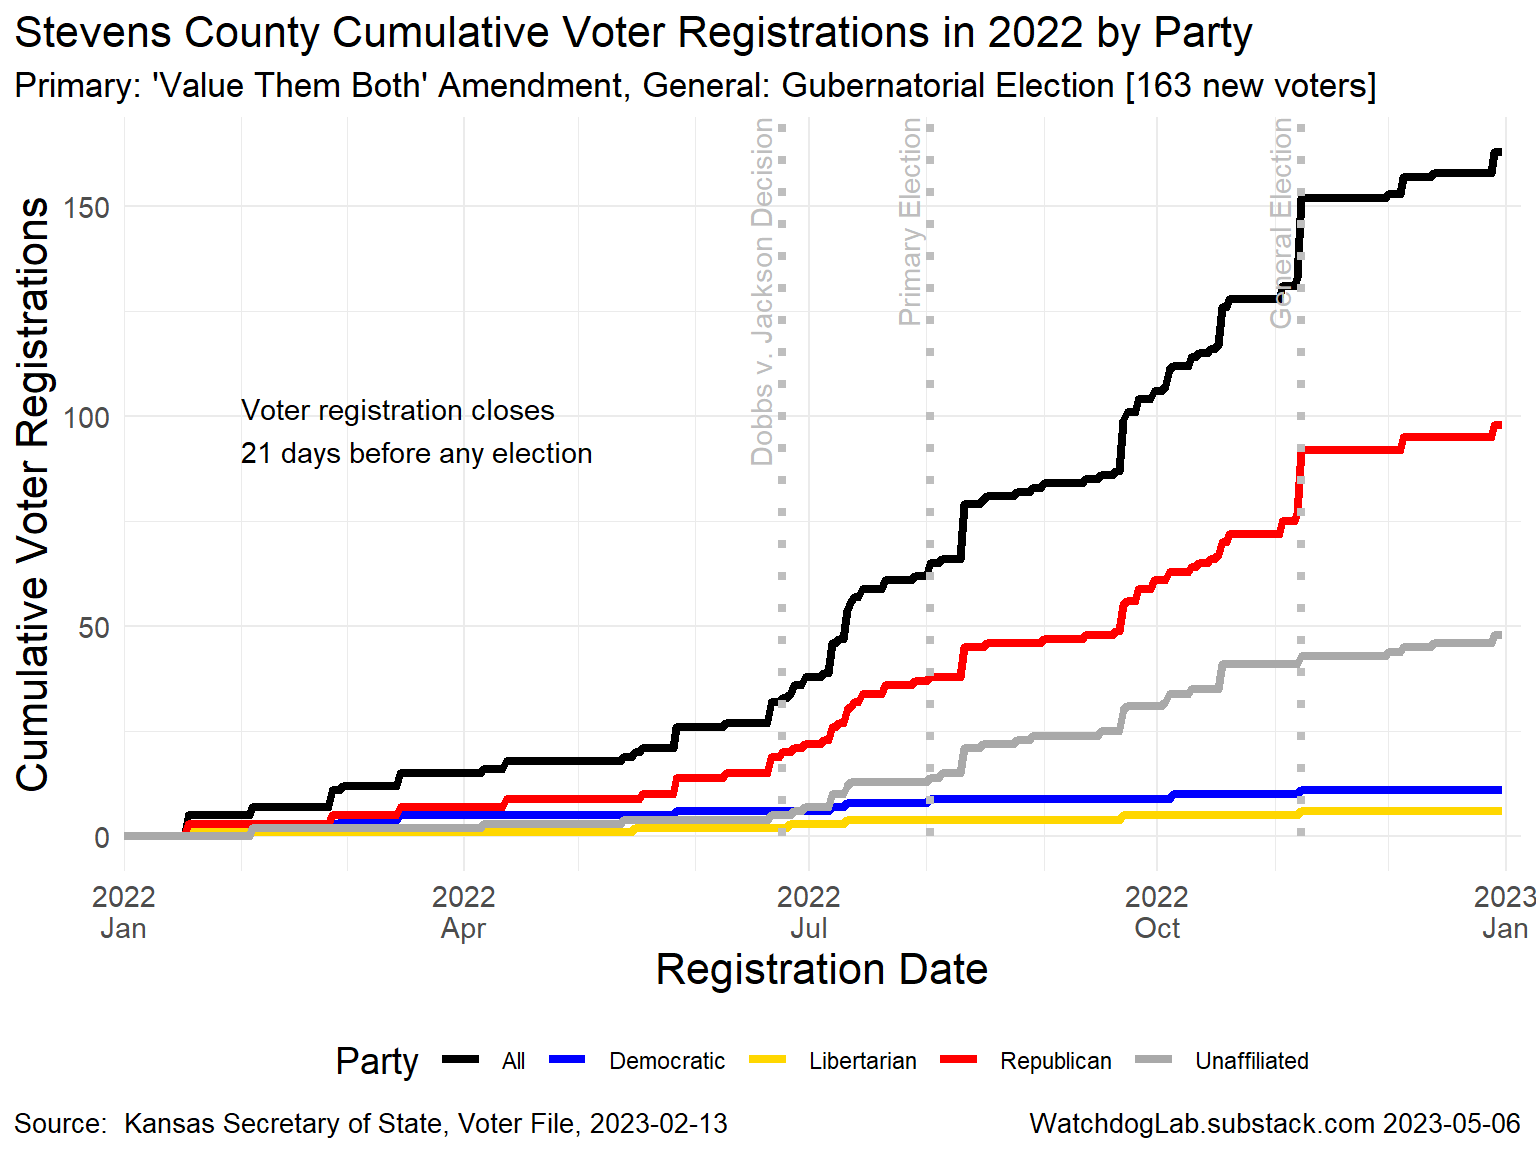 Stevens County Cumulative Voter Registrations in 2022 by Party
Primary: 'Value Them Both' Amendment, General: Gubernatorial Election [163 new voters]
Cumulative Voter Registrations
150
100
50
0
Dobbs v. Jackson Decision
Primary Election
General Election
Voter registration closes
21 days before any election
2022 2022 2022 2022 2023
Jan Apr Jul Oct Jan
Registration Date
Party All Democratic Libertarian Republican Unaffiliated
Source:  Kansas Secretary of State, Voter File, 2023-02-13
WatchdogLab.substack.com 2023-05-06